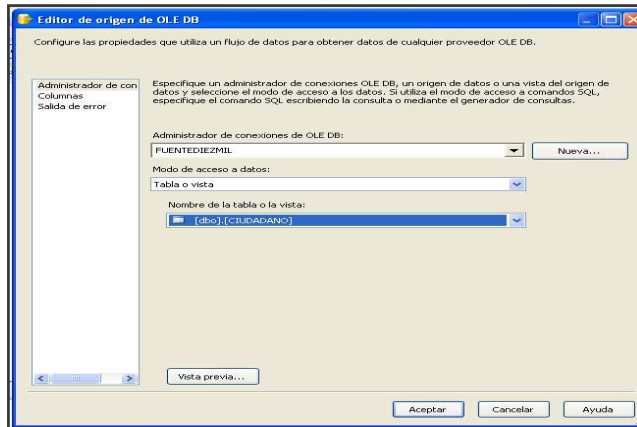 Editor de origen de OLE DB
Configure las propiedades que utiliza un flujo de datos para obtener datos de cualquier proveedor OLE DB.
Administrador de con
Columnas
Salida de error
Especifique un administrador de conexiones OLE DB, un origen de datos o una vista del origen de
datos y seleccione el modo de acceso a los datos. Si utiliza el modo de acceso a comandos SQL,
especifique el comando SQL escribiendo la consulta o mediante el generador de consultas.
Administrador de conexiones de OLE DB:
FUENTEDIEZMIL
Nueva...
Modo de acceso a datos:
Tabla o vista
Nombre de la tabla o la vista:
[dbo].[CIUDADANO]
Vista previa...
Aceptar
Cancelar
Ayuda